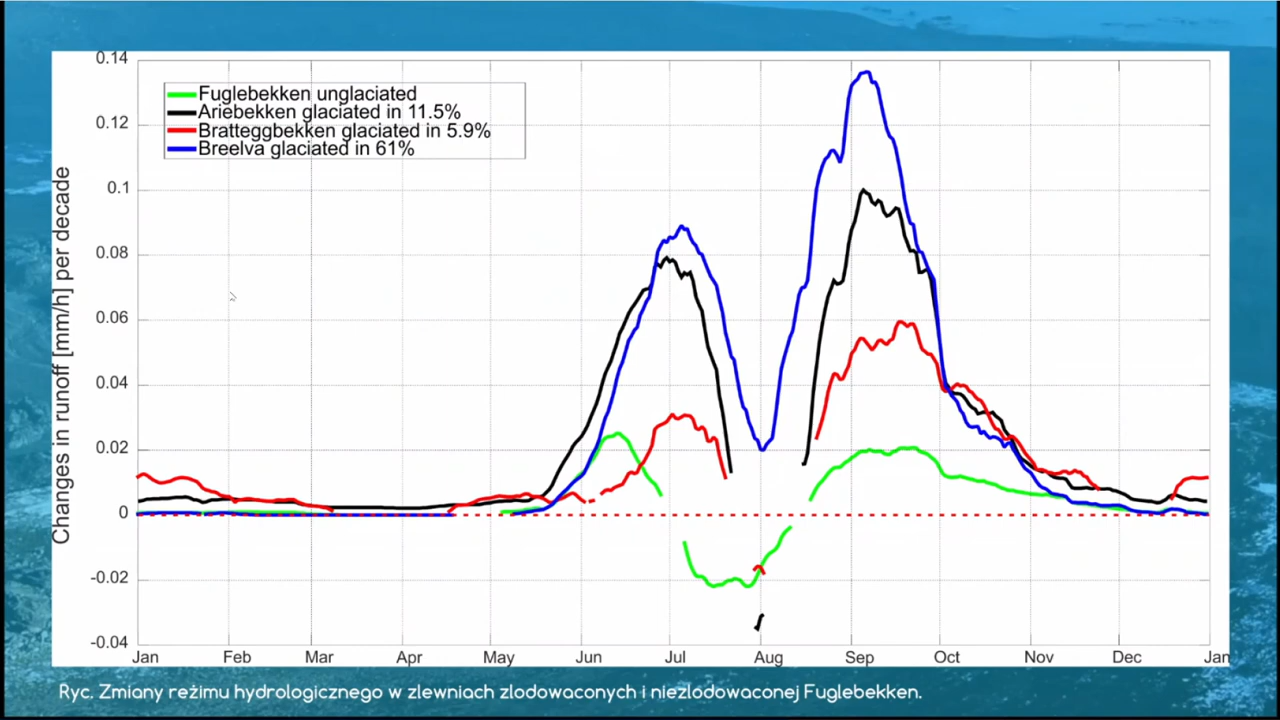 0.14
0.12
0.1
0.08
0.06
0.04
0.02
0
-0.02
-0.04
Changes in runoff [mm/h] per decade
Fuglebekken unglaciated
Ariebekken glaciated in 11.5%
Bratteggbekken glaciated in 5.9%
Breelva glaciated in 61%
Jan Feb Mar Apr May Jun Jul Aug Sep Oct Nov Dec Jan
Ryc. Zmiany reżimu hydrologicznego w zlewniach zlodowaconych i niezlodowaconej Fuglebekken.